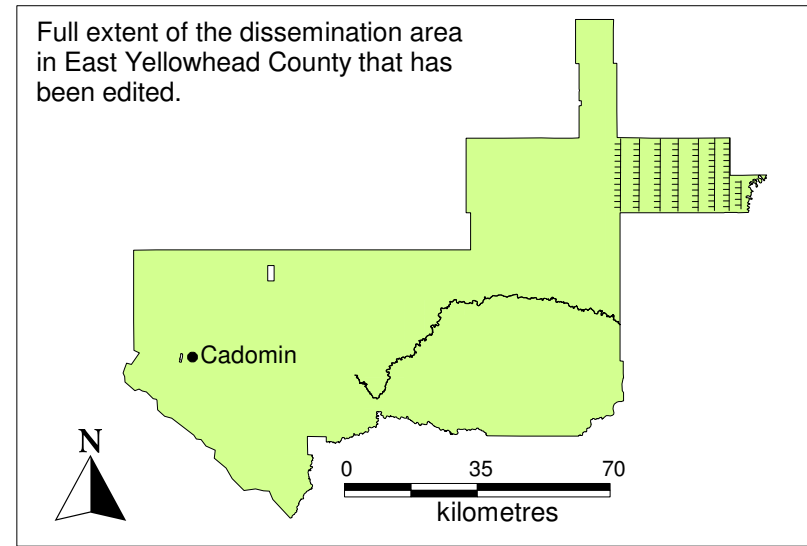 Full extent of the dissemination area
in East Yellowhead County that has
been edited.
Cadomin
N
0 35 70
kilometres